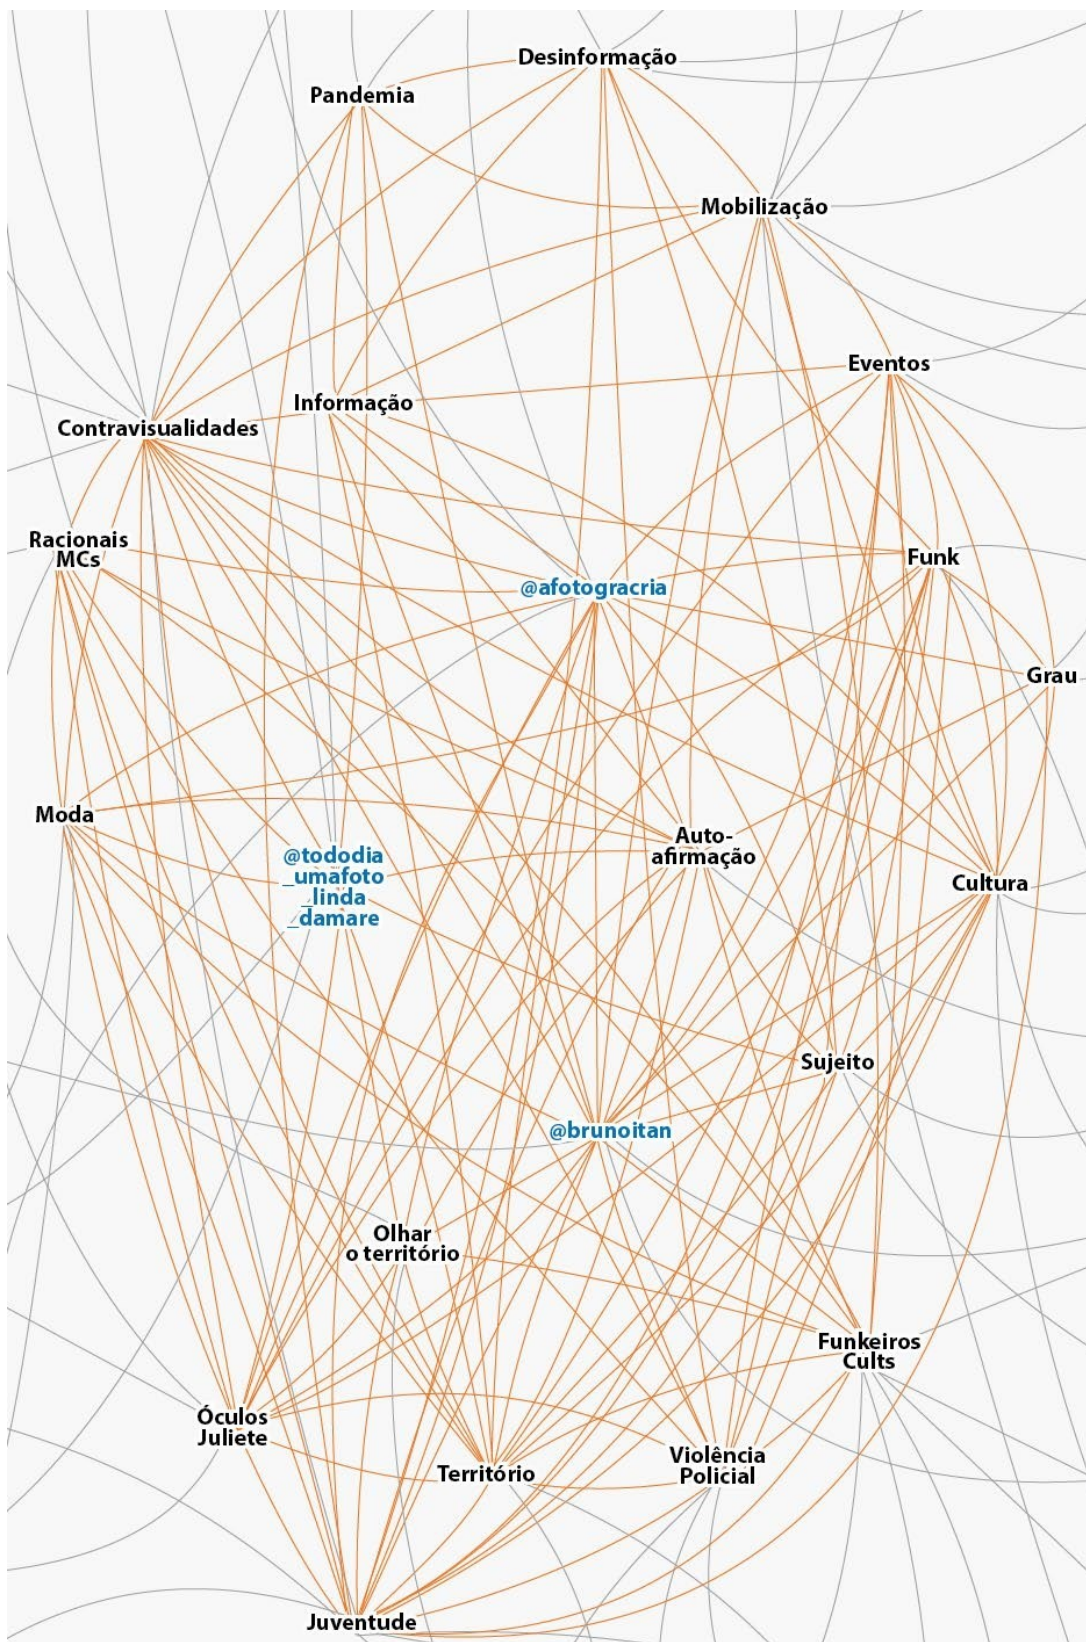 Desinformação
Pandemia
Mobilização
Eventos
Informação
Contravisualidades
Racionais
MCs
Funk
@afotogracria
Grau
Moda
Auto-
afirmação
@tododia
_umafoto
_linda
_damare
Cultura
Sujeito
@brunoitan
Olhar
o território
Funkeiros
Cults
Óculos
Juliete
Violência
Policial
Território
Juventude